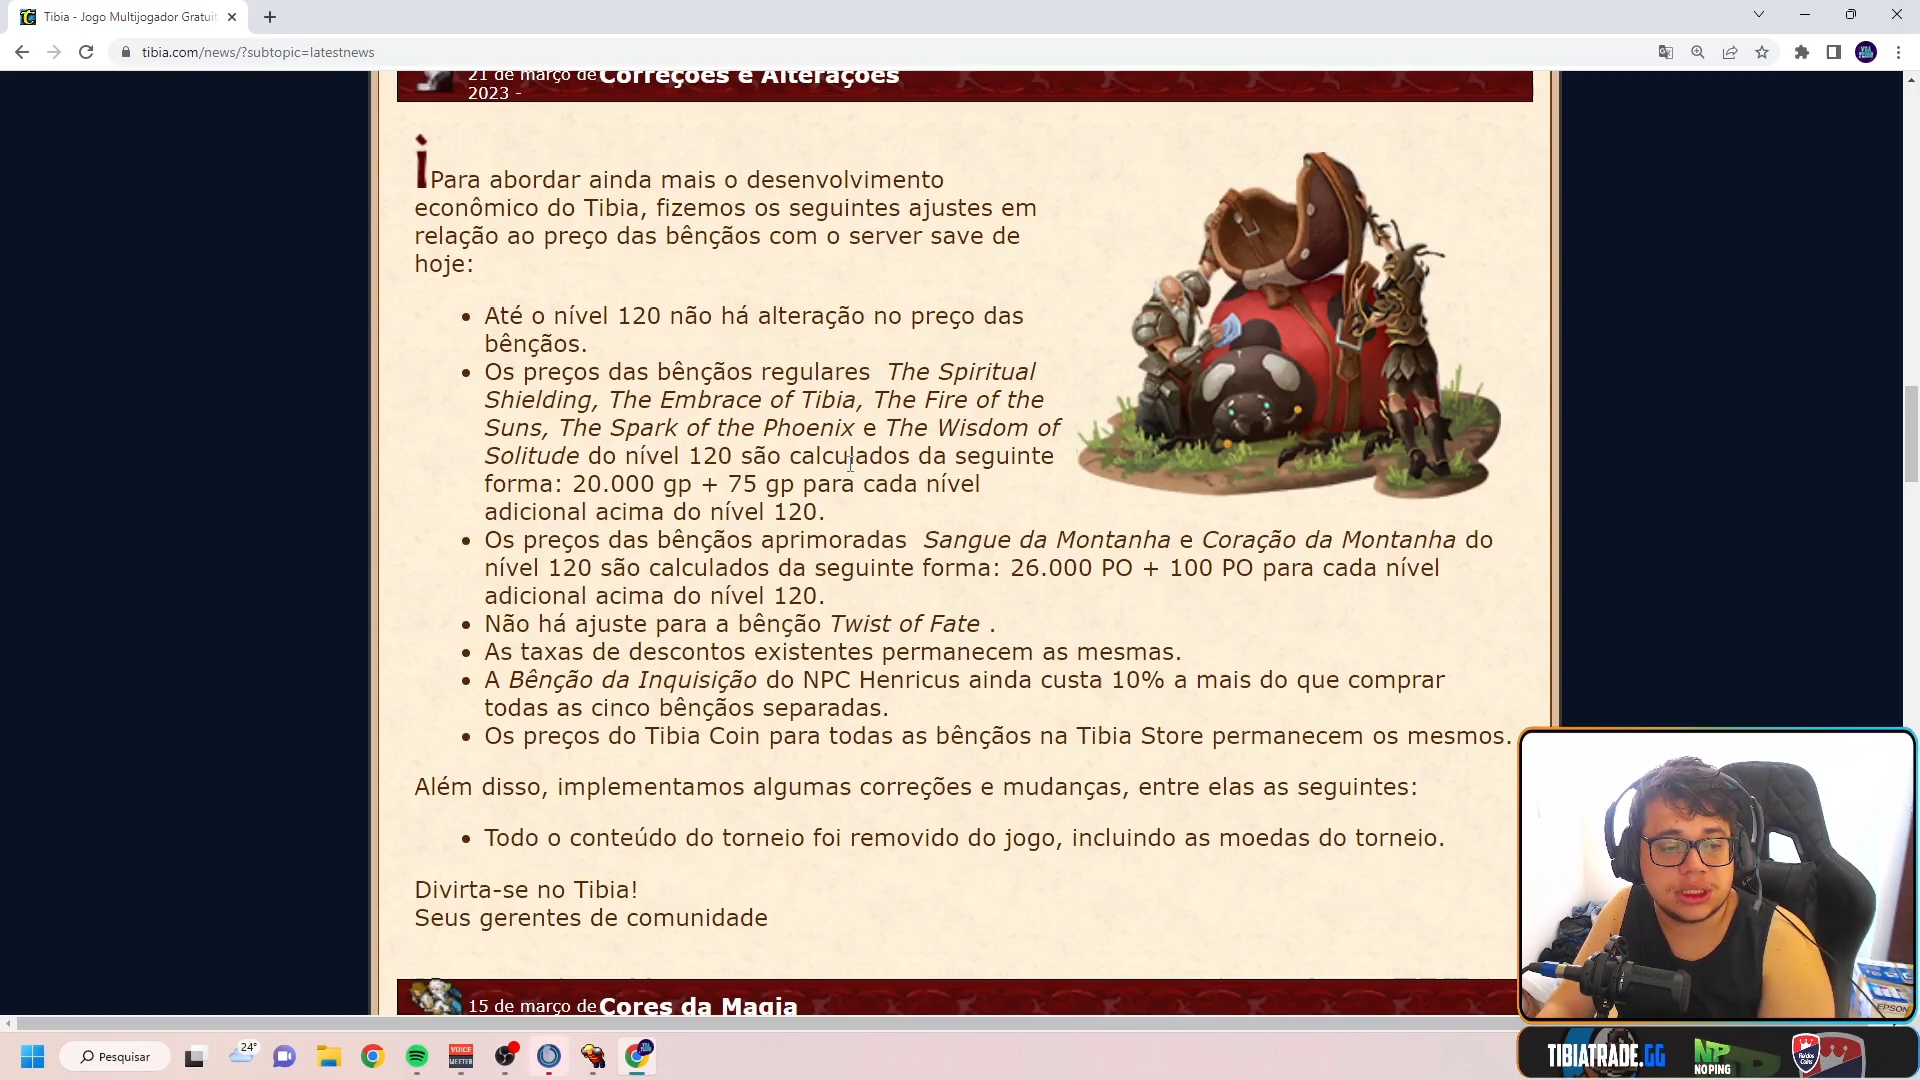 Tibia - Jogo Multijogador Gratuit
tibia.com/news/?subtopic=latestnews
21 de março de
2023 -
Correções e Alterações
iPara abordar ainda mais o desenvolvimento
econômico do Tibia, fizemos os seguintes ajustes em
relação ao preço das bênçãos com o server save de
hoje:
• Até o nível 120 não há alteração no preço das
bênçãos.
• Os preços das bênçãos regulares The Spiritual
Shielding, The Embrace of Tibia, The Fire of the
Suns, The Spark of the Phoenix e The Wisdom of
Solitude do nível 120 são calculados da seguinte
forma: 20.000 gp + 75 gp para cada nível
adicional acima do nível 120.
• Os preços das bênçãos aprimoradas Sangue da Montanha e Coração da Montanha do
nível 120 são calculados da seguinte forma: 26.000 PO + 100 PO para cada nível
adicional acima do nível 120.
• Não há ajuste para a bênção Twist of Fate .
• As taxas de descontos existentes permanecem as mesmas.
• A Bênção da Inquisição do NPC Henricus ainda custa 10% a mais do que comprar
todas as cinco bênçãos separadas.
• Os preços do Tibia Coin para todas as bênçãos na Tibia Store permanecem os mesmos.
Além disso, implementamos algumas correções e mudanças, entre elas as seguintes:
• Todo o conteúdo do torneio foi removido do jogo, incluindo as moedas do torneio.
Divirta-se no Tibia!
Seus gerentes de comunidade
15 de março de
Cores da Magia
EPSON
Pesquisar
24°
VOICE
MEETER
TIBIATRADE.GG
NP
NOPING
Rubios
Coins